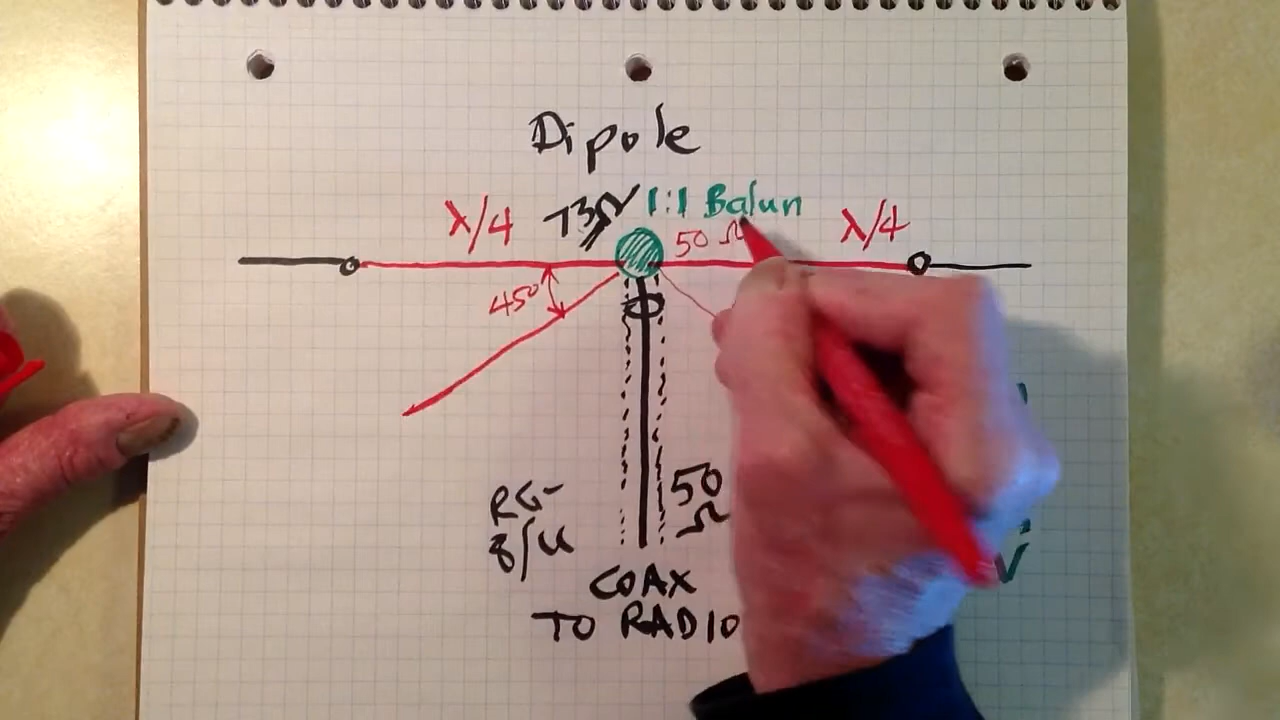 Dipole
1:1 Balun
λ/4 73Ω 50 Ω λ/4
45°
RG-
8/U
50
Ω
COAX
TO RADIO